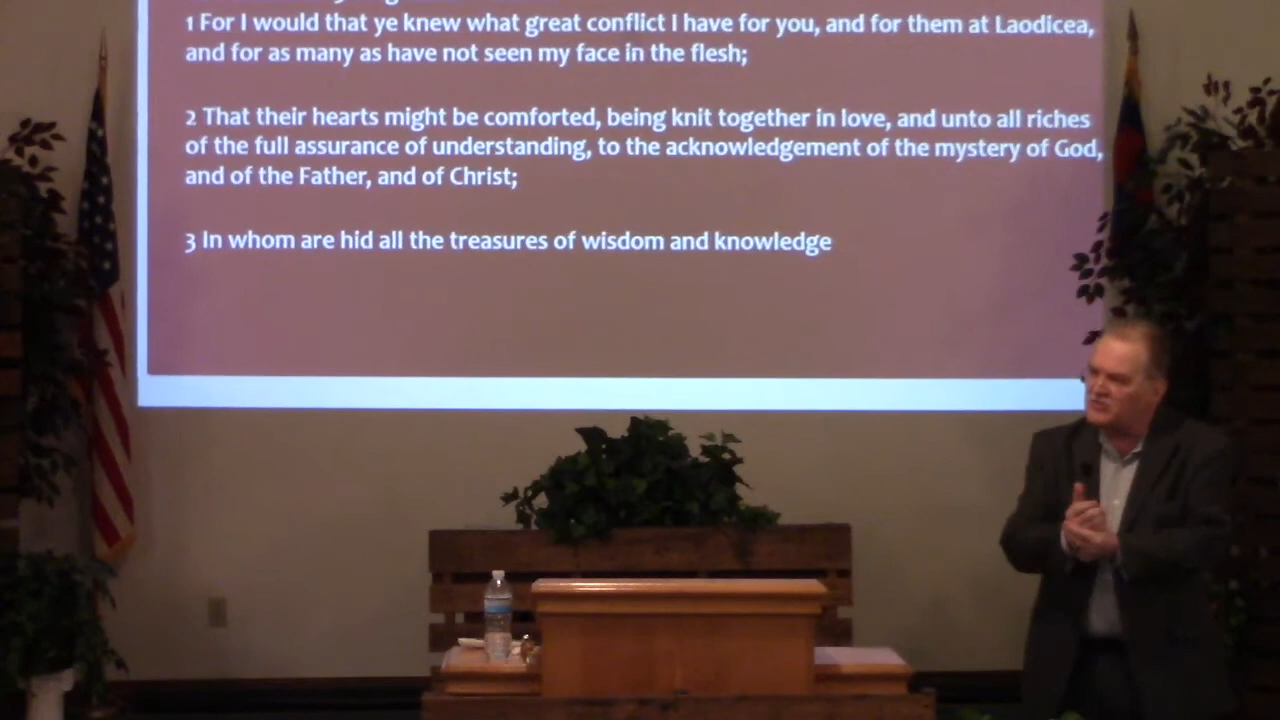 1 For I would that ye knew what great conflict I have for you, and for them at Laodicea,
and for as many as have not seen my face in the flesh;
2 That their hearts might be comforted, being knit together in love, and unto all riches
of the full assurance of understanding, to the acknowledgement of the mystery of God,
and of the Father, and of Christ;
3 In whom are hid all the treasures of wisdom and knowledge